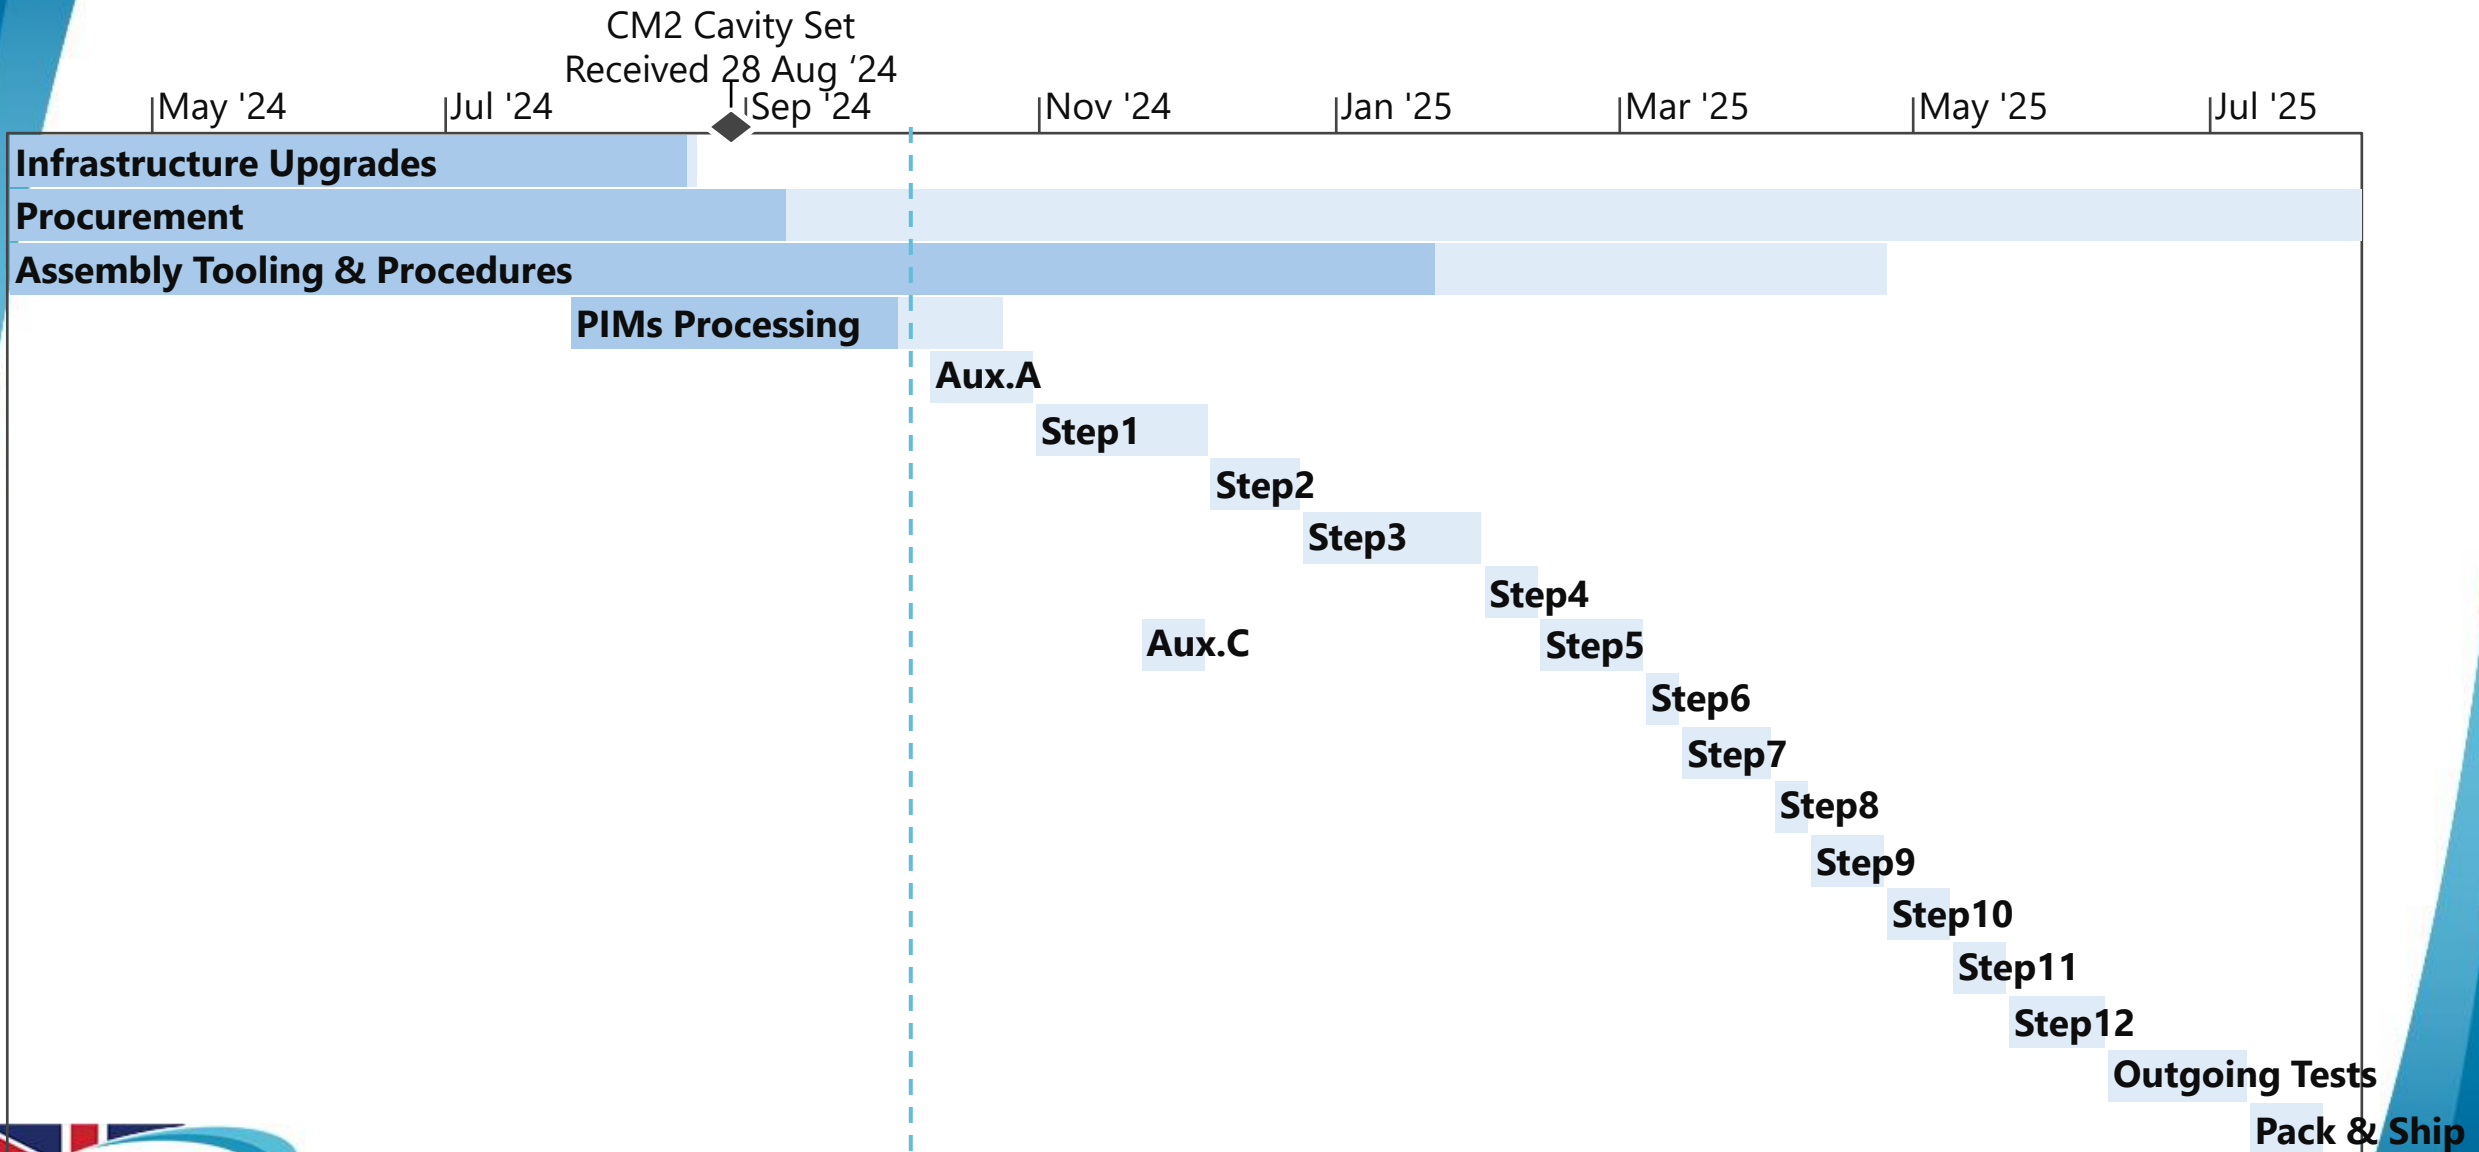 CM2 Cavity Set
Received 28 Aug ‘24
May '24 Jul '24 Sep '24 Nov '24 Jan '25 Mar '25 May '25 Jul '25
Infrastructure Upgrades
Procurement
Assembly Tooling & Procedures
PIMs Processing
Aux.A
Step1
Step2
Step3
Step4
Aux.C Step5
Step6
Step7
Step8
Step9
Step10
Step11
Step12
Outgoing Tests
Pack & Ship